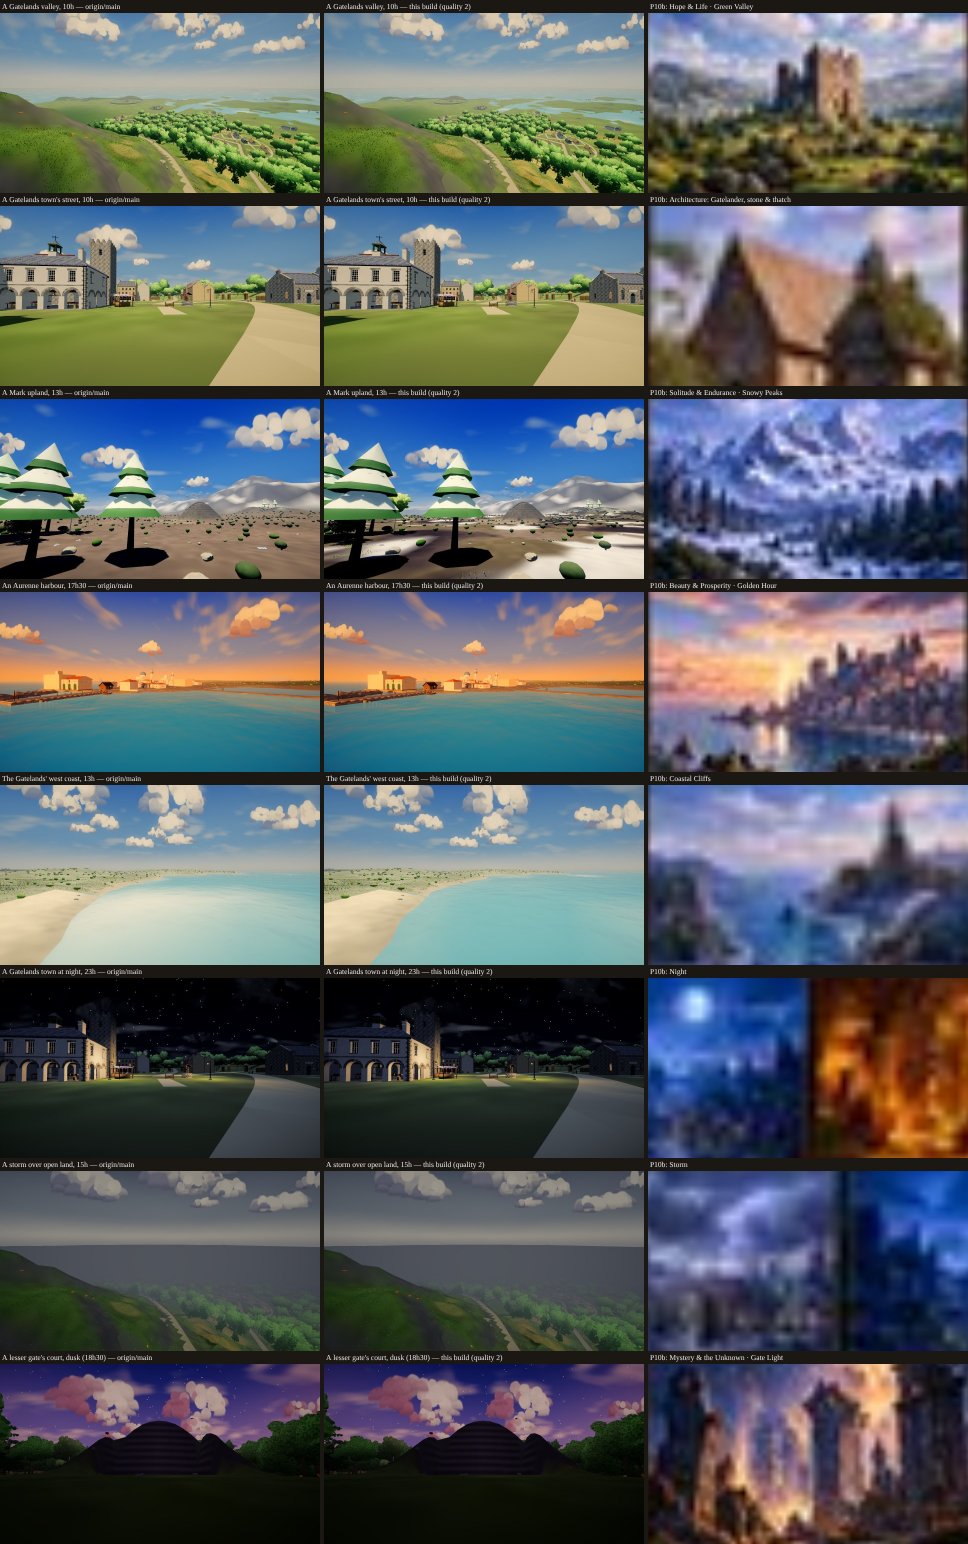 A Gatelands valley, 10h — origin/main
A Gatelands valley, 10h — this build (quality 2)
P10b: Hope & Life · Green Valley
A Gatelands town's street, 10h — origin/main
A Gatelands town's street, 10h — this build (quality 2)
P10b: Architecture: Gatelander, stone & thatch
A Mark upland, 13h — origin/main
A Mark upland, 13h — this build (quality 2)
P10b: Solitude & Endurance · Snowy Peaks
An Aurenne harbour, 17h30 — origin/main
An Aurenne harbour, 17h30 — this build (quality 2)
P10b: Beauty & Prosperity · Golden Hour
The Gatelands' west coast, 13h — origin/main
The Gatelands' west coast, 13h — this build (quality 2)
P10b: Coastal Cliffs
A Gatelands town at night, 23h — origin/main
A Gatelands town at night, 23h — this build (quality 2)
P10b: Night
A storm over open land, 15h — origin/main
A storm over open land, 15h — this build (quality 2)
P10b: Storm
A lesser gate's court, dusk (18h30) — origin/main
A lesser gate's court, dusk (18h30) — this build (quality 2)
P10b: Mystery & the Unknown · Gate Light